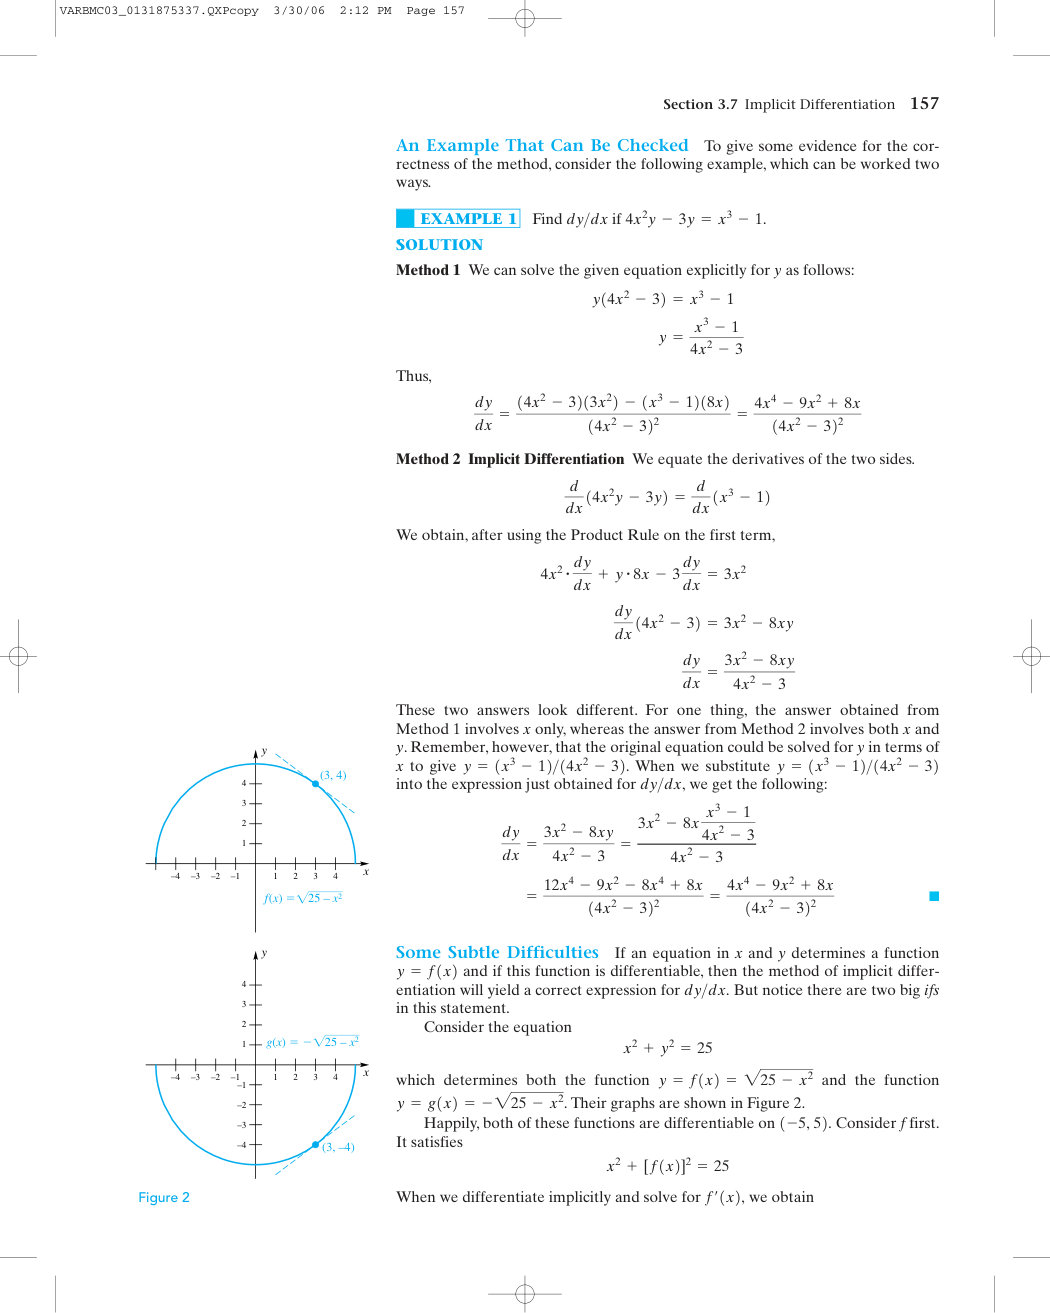 VARBMC03_0131875337.QXPcopy 3/30/06 2:12 PM Page 157
Section 3.7 Implicit Differentiation 157
An Example That Can Be Checked To give some evidence for the cor-
rectness of the method, consider the following example, which can be worked two
ways.
EXAMPLE 1 Find dy/dx if 4x²y − 3y = x³ − 1.
SOLUTION
Method 1 We can solve the given equation explicitly for y as follows:
y(4x² − 3) = x³ − 1
y = (x³ − 1)/(4x² − 3)
Thus,
dy/dx = ((4x² − 3)(3x²) − (x³ − 1)(8x))/(4x² − 3)² = (4x⁴ − 9x² + 8x)/(4x² − 3)²
Method 2 Implicit Differentiation We equate the derivatives of the two sides.
d/dx (4x²y − 3y) = d/dx (x³ − 1)
We obtain, after using the Product Rule on the first term,
4x² · dy/dx + y · 8x − 3 dy/dx = 3x²
dy/dx (4x² − 3) = 3x² − 8xy
dy/dx = (3x² − 8xy)/(4x² − 3)
These two answers look different. For one thing, the answer obtained from
Method 1 involves x only, whereas the answer from Method 2 involves both x and
y. Remember, however, that the original equation could be solved for y in terms of
x to give y = (x³ − 1)/(4x² − 3). When we substitute y = (x³ − 1)/(4x² − 3)
into the expression just obtained for dy/dx, we get the following:
dy/dx = (3x² − 8xy)/(4x² − 3) = (3x² − 8x (x³ − 1)/(4x² − 3))/(4x² − 3)
= (12x⁴ − 9x² − 8x⁴ + 8x)/(4x² − 3)² = (4x⁴ − 9x² + 8x)/(4x² − 3)²
Some Subtle Difficulties If an equation in x and y determines a function
y = f(x) and if this function is differentiable, then the method of implicit differ-
entiation will yield a correct expression for dy/dx. But notice there are two big ifs
in this statement.
Consider the equation
x² + y² = 25
which determines both the function y = f(x) = √(25 − x²) and the function
y = g(x) = −√(25 − x²). Their graphs are shown in Figure 2.
Happily, both of these functions are differentiable on (−5, 5). Consider f first.
It satisfies
x² + [f(x)]² = 25
When we differentiate implicitly and solve for f′(x), we obtain
y
(3, 4)
4
3
2
1
–4 –3 –2 –1 1 2 3 4 x
f(x) = √(25 – x²)
y
4
3
2
1
g(x) = −√(25 – x²)
–4 –3 –2 –1 1 2 3 4 x
–1
–2
–3
–4
(3, –4)
Figure 2